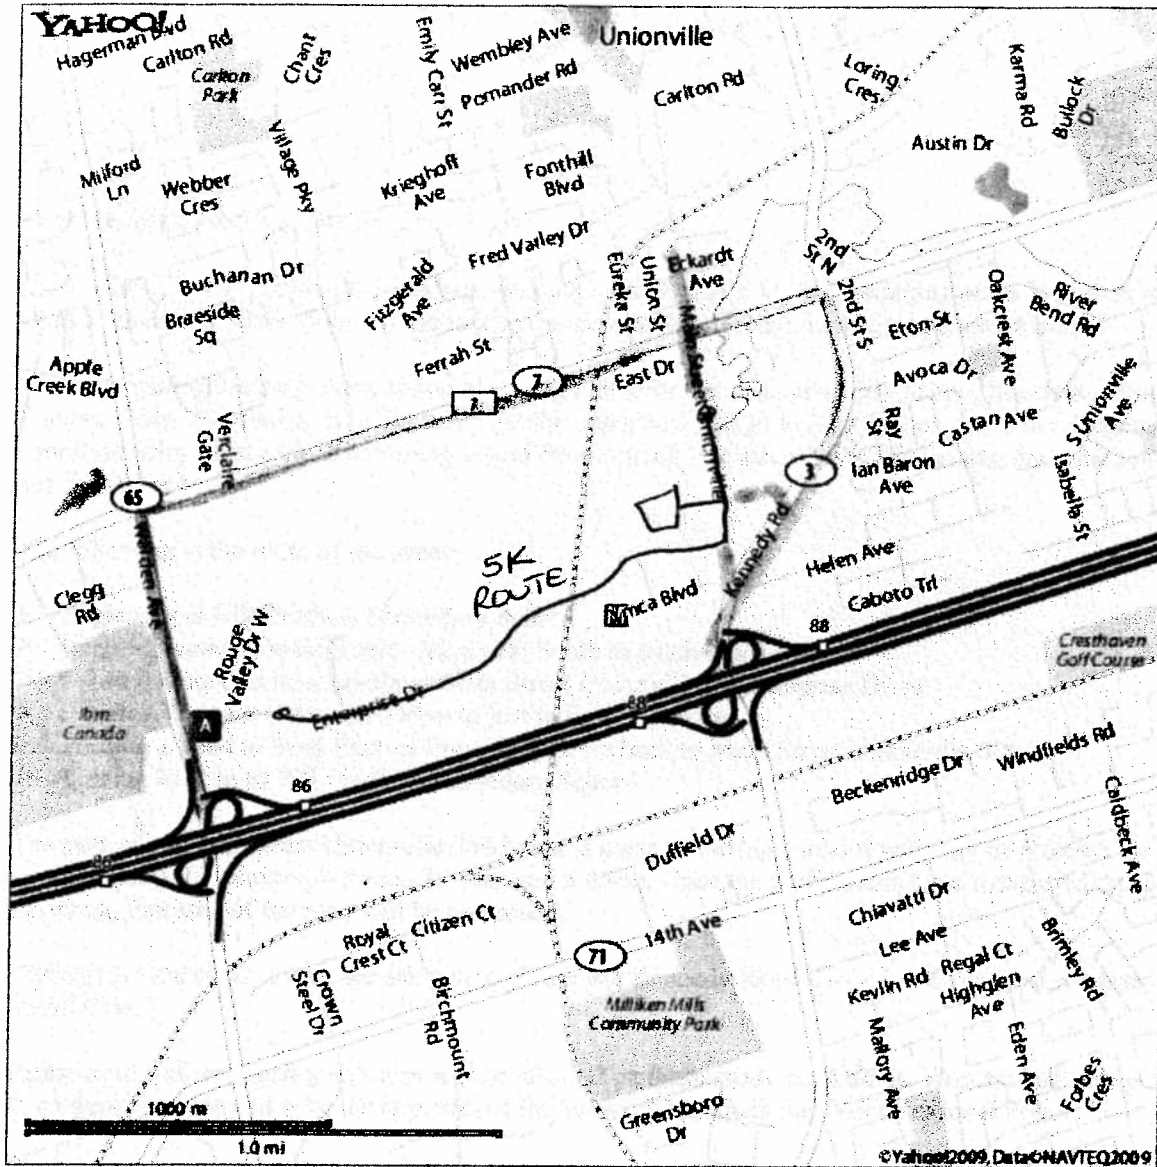 YAHOO!
Hagerman Blvd
Carlton Rd
Carlton
Park
Chant
Cres
Emily Carr St
Wembley Ave
Pomander Rd
Unionville
Carlton Rd
Loring
Cres
Karma Rd
Bullock
Dr
Austin Dr
Milford
Ln
Webber
Cres
Village Pky
Krieghoff
Ave
Fonthill
Blvd
Fred Varley Dr
Buchanan Dr
Braeside
Sq
Fitzgerald
Ave
Eureka St
Union St
Eckardt
Ave
2nd
St N
2nd St S
Eton St
Oakcrest Ave
River
Bend Rd
Apple
Creek Blvd
Ferrah St
7
7
East Dr
Main Street Unionville
Avoca Dr
Ray
St
Castan Ave
S Unionville
Ave
Verclaire
Gate
65
3
Ian Baron
Ave
Isabella St
Warden Ave
5K
ROUTE
Kennedy Rd
Helen Ave
Clegg
Rd
Rouge
Valley Dr W
Caboto Trl
88
Cresthaven
Golf Course
Ibm
Canada
A
Enterprise Dr
88
86
86
Beckenridge Dr
Windfields Rd
Caldbeck Ave
Duffield Dr
Chiavatti Dr
Royal
Crest Ct
Citizen Ct
71
14th Ave
Lee Ave
Regal Ct
Brimley Rd
Crown
Steel Dr
Birchmount
Rd
Kevlin Rd
Highglen
Ave
Milliken Mills
Community Park
Mallory Ave
Eden Ave
Forbes
Cres
Greensboro
Dr
1000 m
1.0 mi
©Yahoo!2009, Data©NAVTEQ2009